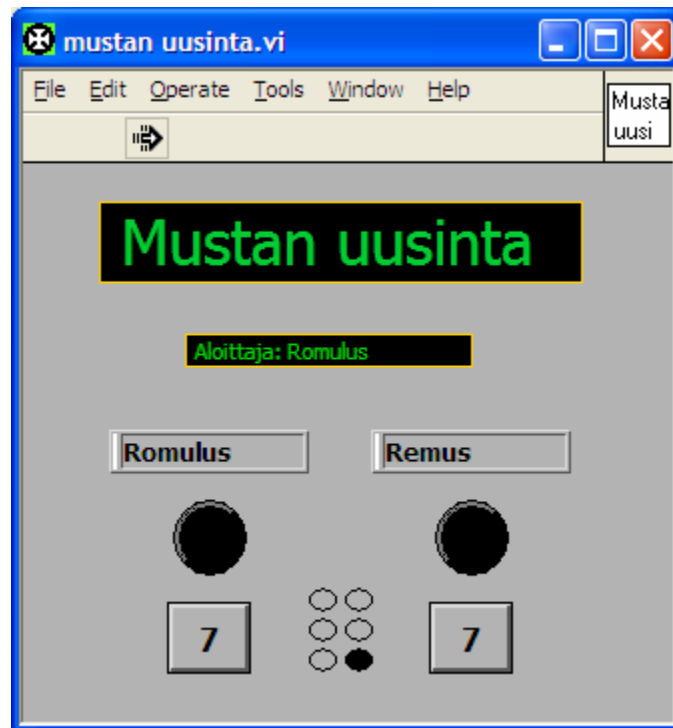 mustan uusinta.vi
File Edit Operate Tools Window Help
Musta
uusi
Mustan uusinta
Aloittaja: Romulus
Romulus Remus
7 7